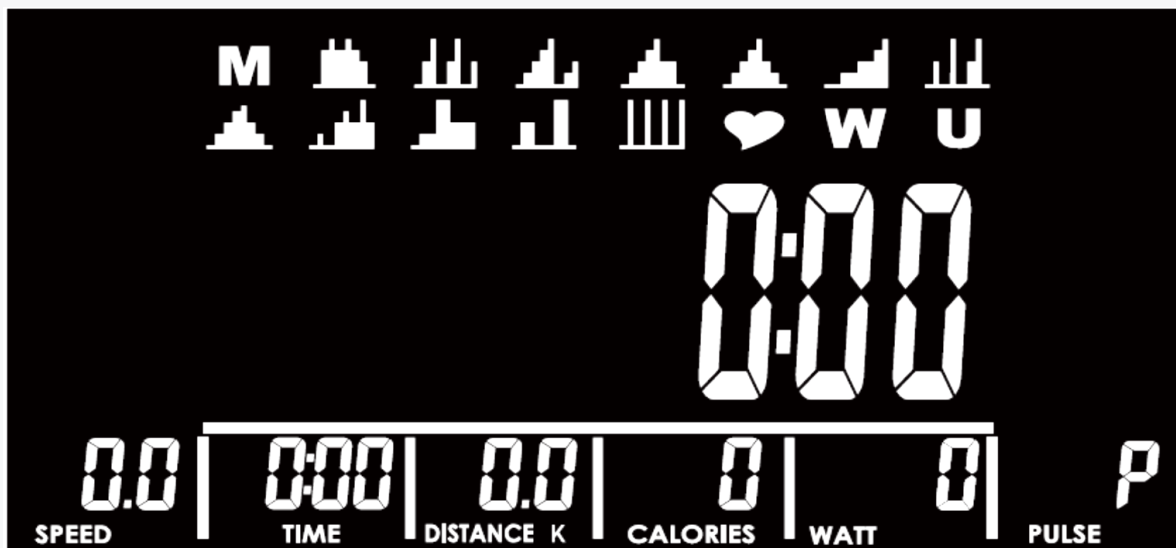 M
W U
0:00
0.0 0:00 0.0 0 0 P
SPEED TIME DISTANCE K CALORIES WATT PULSE